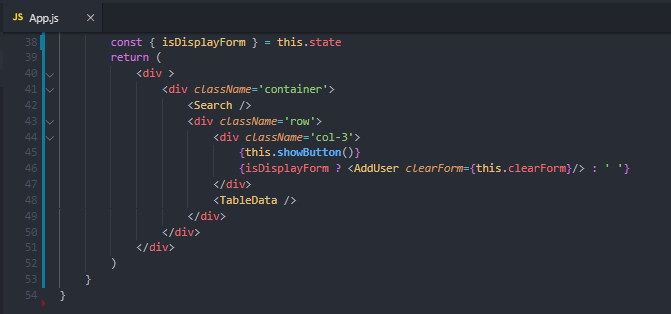 JS App.js ×
38 const { isDisplayForm } = this.state
39 return (
40 <div >
41 <div className='container'>
42 <Search />
43 <div className='row'>
44 <div className='col-3'>
45 {this.showButton()}
46 {isDisplayForm ? <AddUser clearForm={this.clearForm}/> : ' '}
47 </div>
48 <TableData />
49 </div>
50 </div>
51 </div>
52 )
53 }
54 }